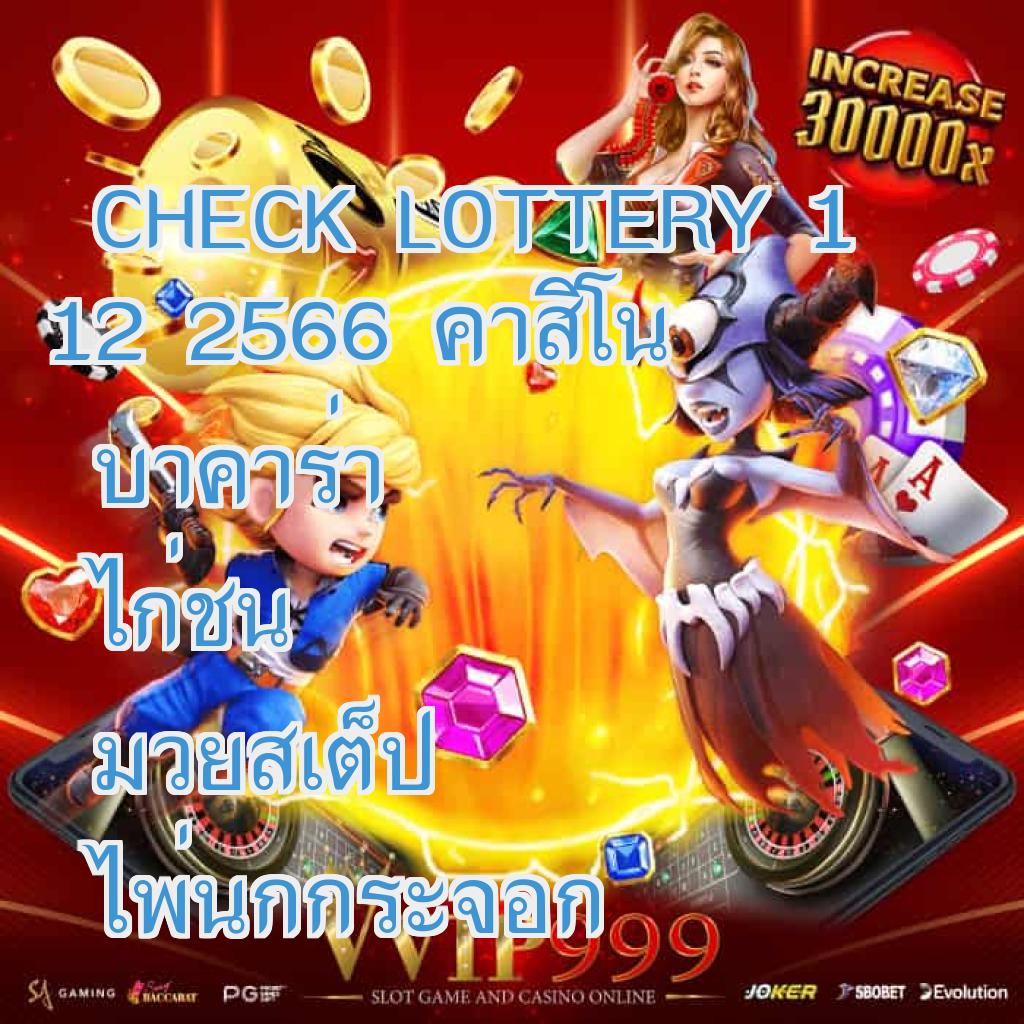 INCREASE
30000x
CHECK LOTTERY 1
12 2566 คาสิโน
บาคาร่า
ไก่ชน
มวยสเต็ป
ไพ่นกกระจอก
VVIP999
SLOT GAME AND CASINO ONLINE
SA GAMING
BACCARAT
PG
JOKER
SBOBET
Evolution